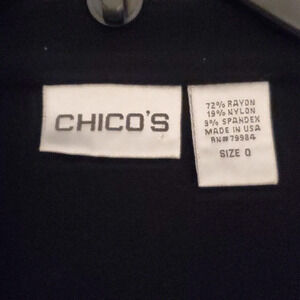 CHICO'S
72% RAYON
19% NYLON
9% SPANDEX
MADE IN USA
RN#79984
SIZE 0